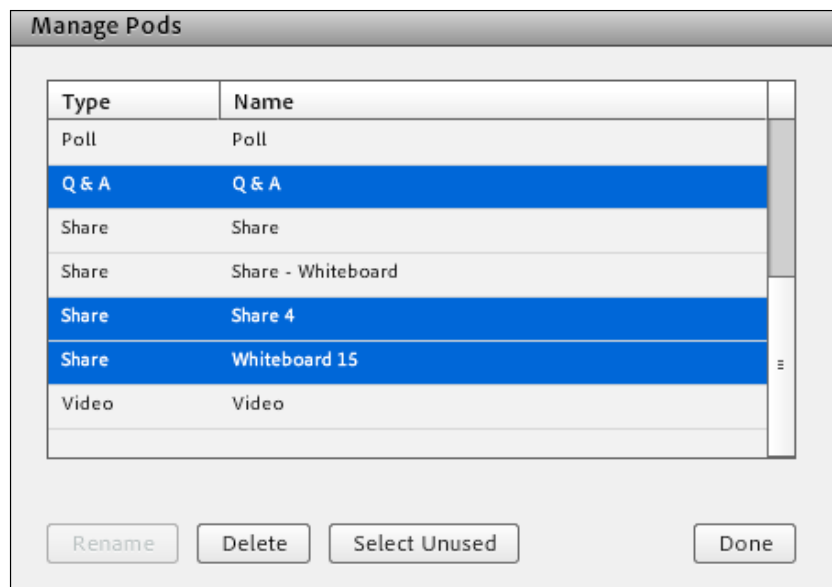 Manage Pods
Type Name
Poll Poll
Q & A Q & A
Share Share
Share Share - Whiteboard
Share Share 4
Share Whiteboard 15
Video Video
Rename Delete Select Unused Done